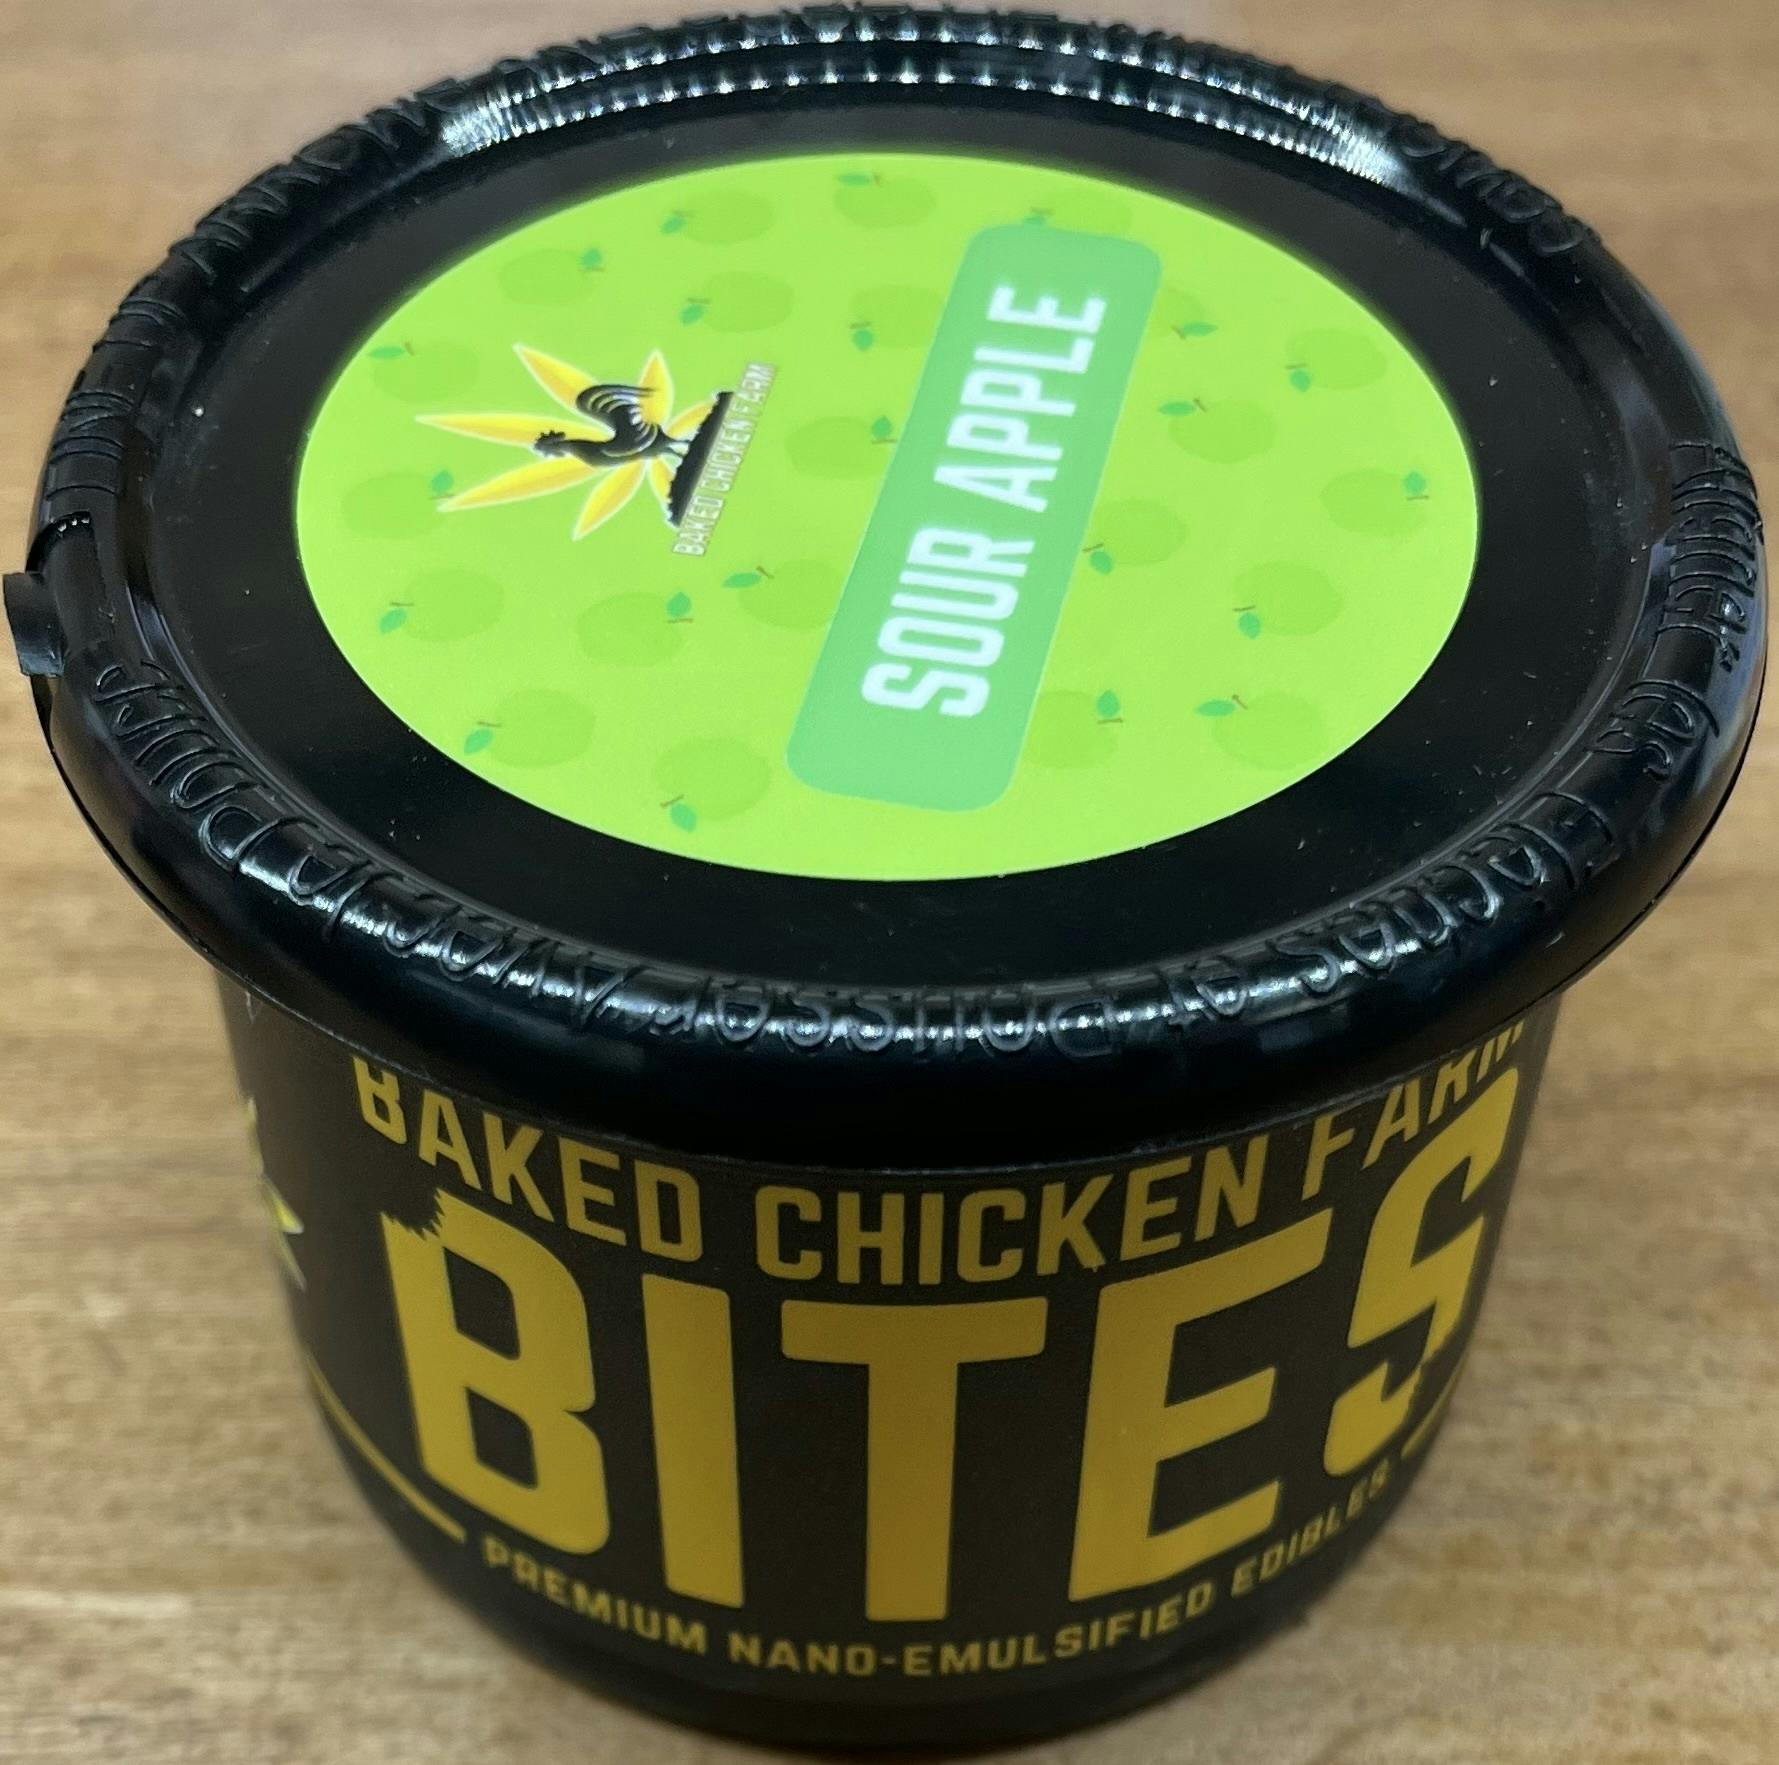 BAKED CHICKEN FARM
SOUR APPLE
BAKED CHICKEN FARM
BITES
PREMIUM NANO-EMULSIFIED EDIBLES